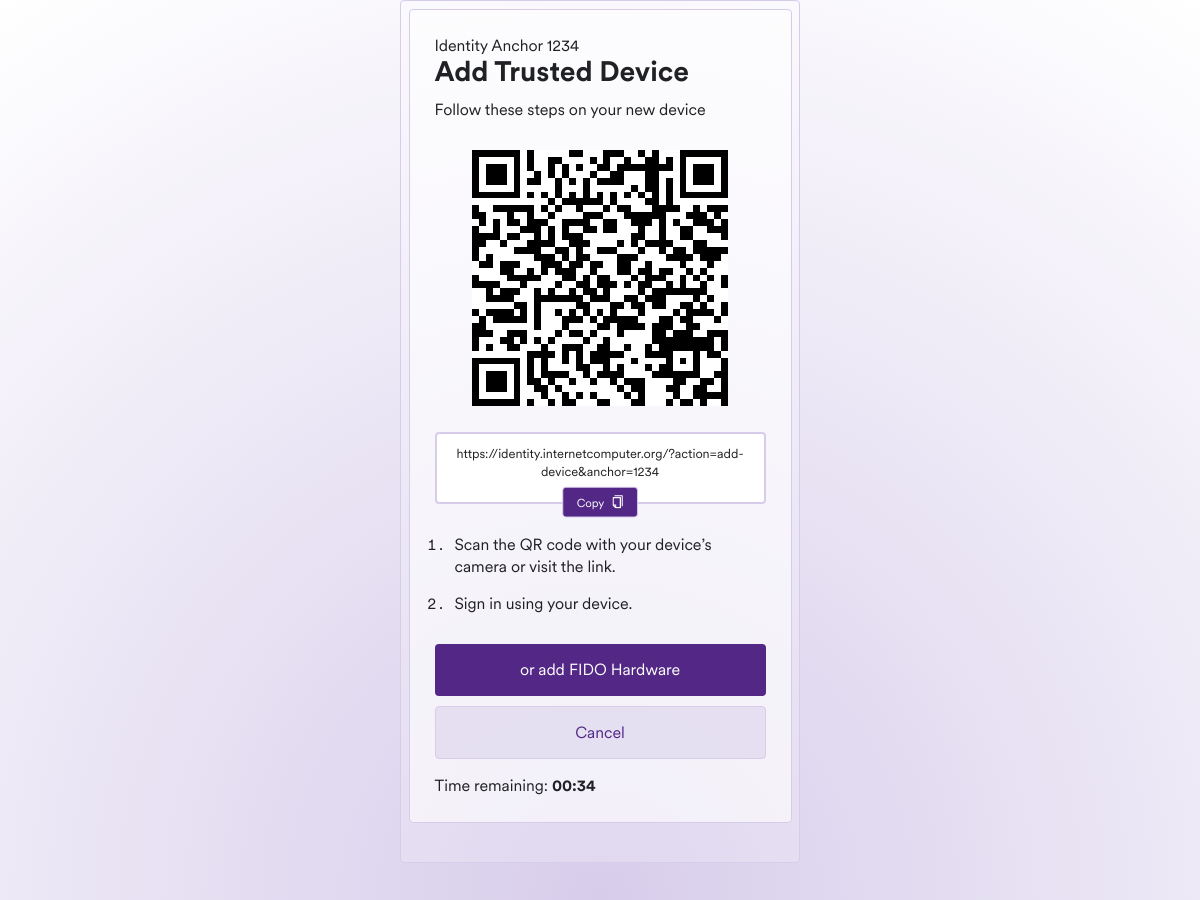 Identity Anchor 1234
Add Trusted Device
Follow these steps on your new device
https://identity.internetcomputer.org/?action=add-
device&anchor=1234
Copy
1. Scan the QR code with your device’s
camera or visit the link.
2. Sign in using your device.
or add FIDO Hardware
Cancel
Time remaining: 00:34